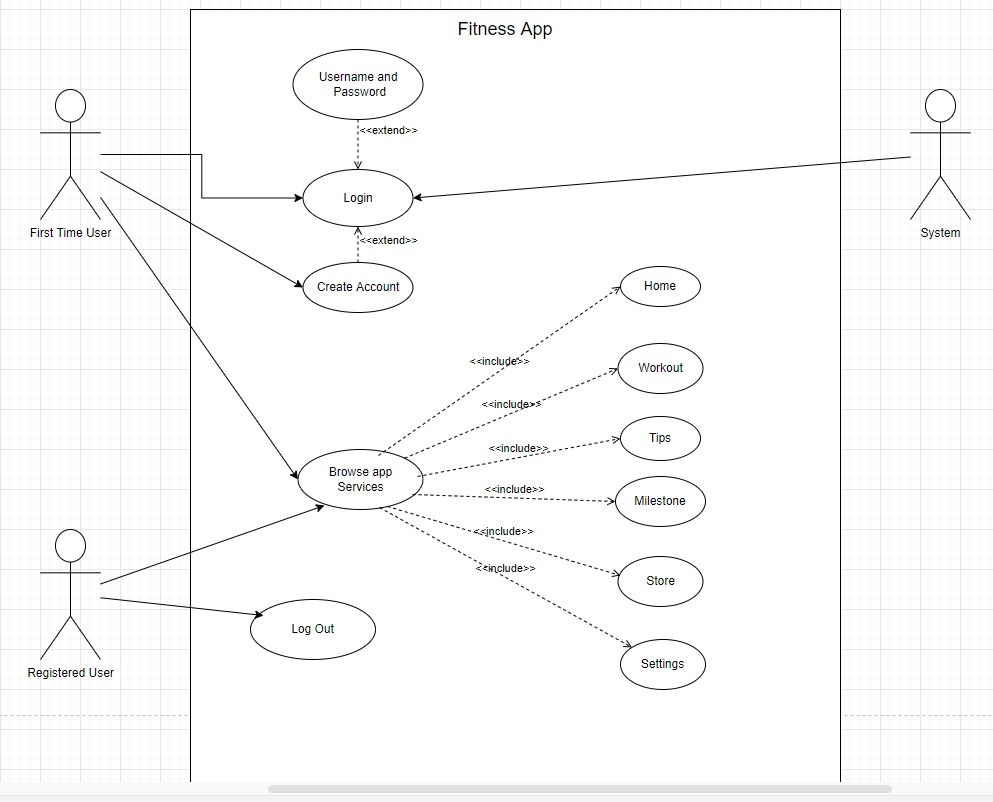 Fitness App
Username and
Password
<<extend>>
Login
First Time User
System
<<extend>>
Create Account
Home
<<include>>
Workout
<<include>>
Tips
<<include>>
Browse app
Services
<<include>>
Milestone
<<include>>
<<include>>
Store
Log Out
Settings
Registered User